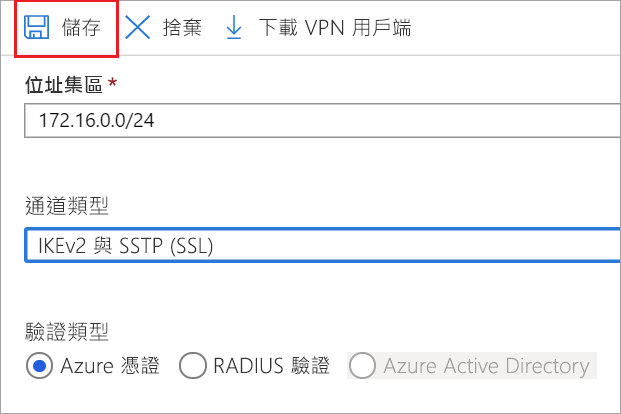 儲存 捨棄 下載 VPN 用戶端
位址集區 *
172.16.0.0/24
通道類型
IKEv2 與 SSTP (SSL)
驗證類型
Azure 憑證 RADIUS 驗證 Azure Active Directory